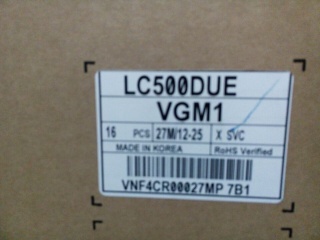 LC500DUE
VGM1
16 PCS 27M/12-25 X SVC
MADE IN KOREA RoHS Verified
VNF4CR00027MP 7B1